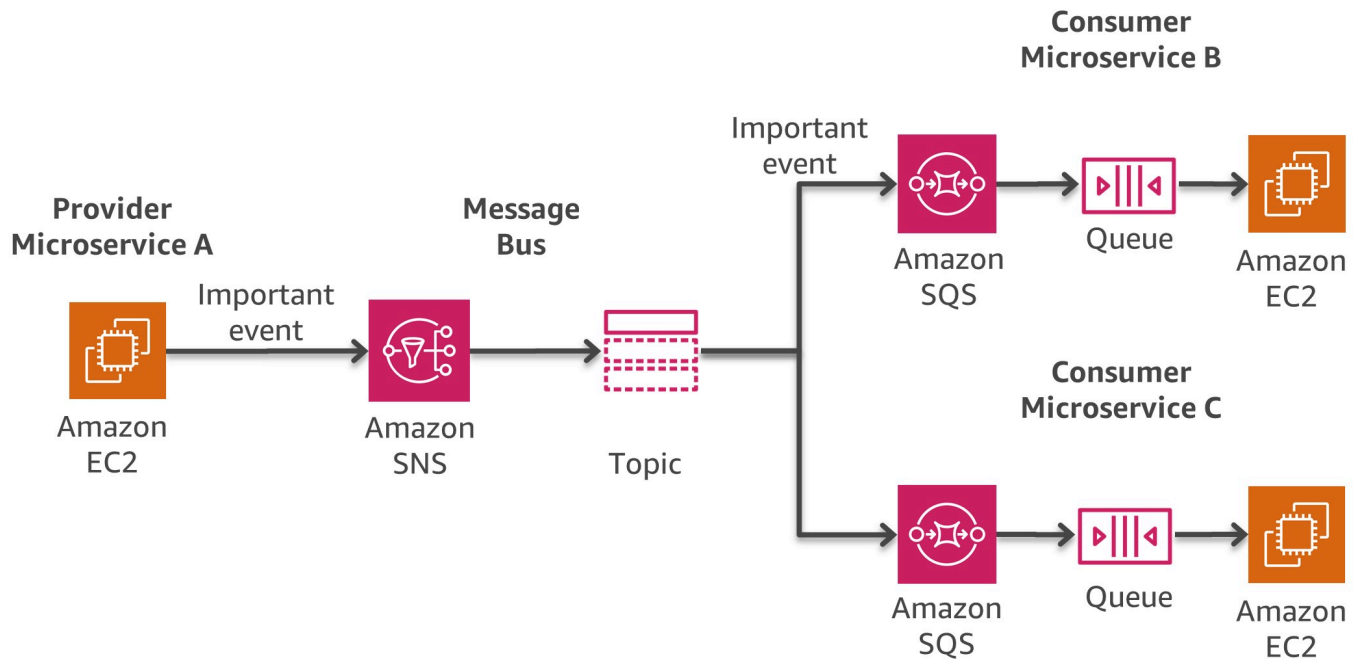 Consumer
Microservice B
Important
event
Amazon
SQS
Queue
Amazon
EC2
Provider
Microservice A
Message
Bus
Important
event
Amazon
EC2
Amazon
SNS
Topic
Consumer
Microservice C
Amazon
SQS
Queue
Amazon
EC2